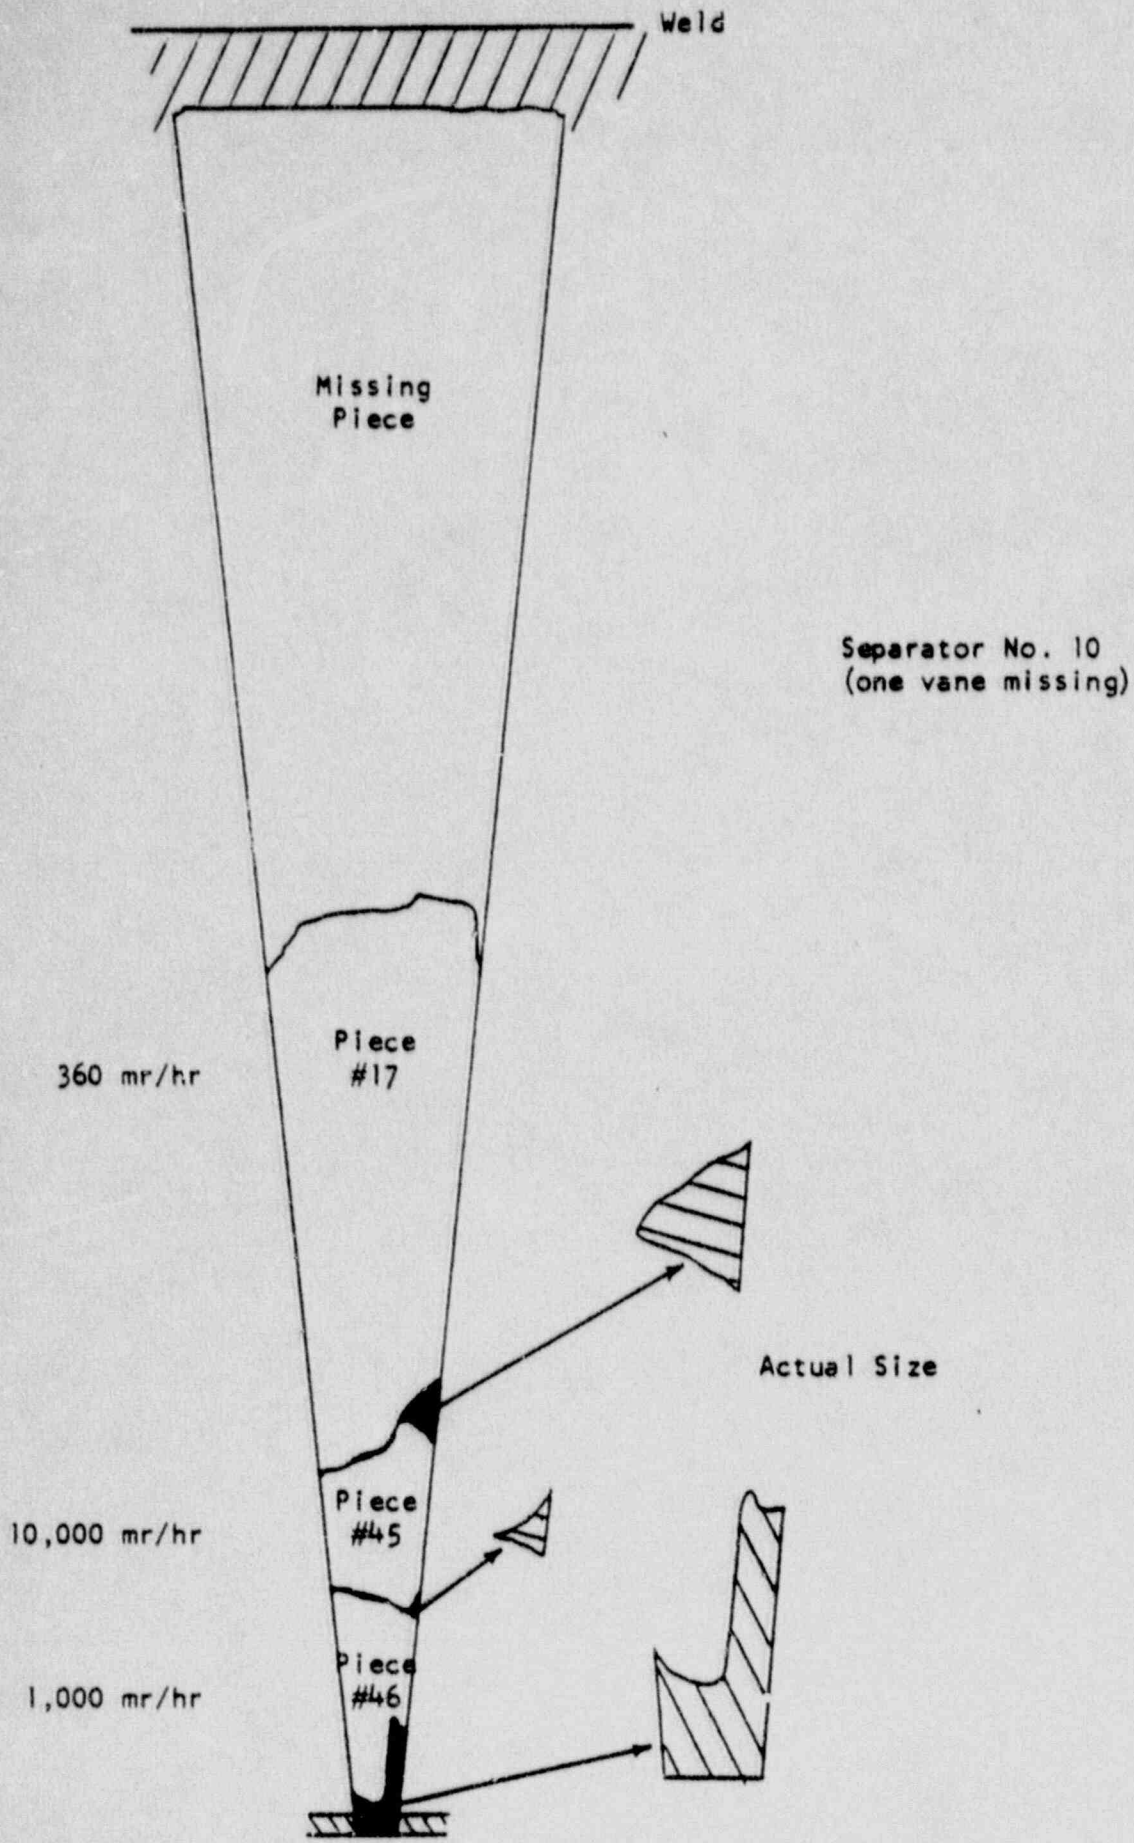 Weld
Missing
Piece
Separator No. 10
(one vane missing)
Piece
#17
360 mr/hr
Actual Size
Piece
#45
10,000 mr/hr
Piece
#46
1,000 mr/hr